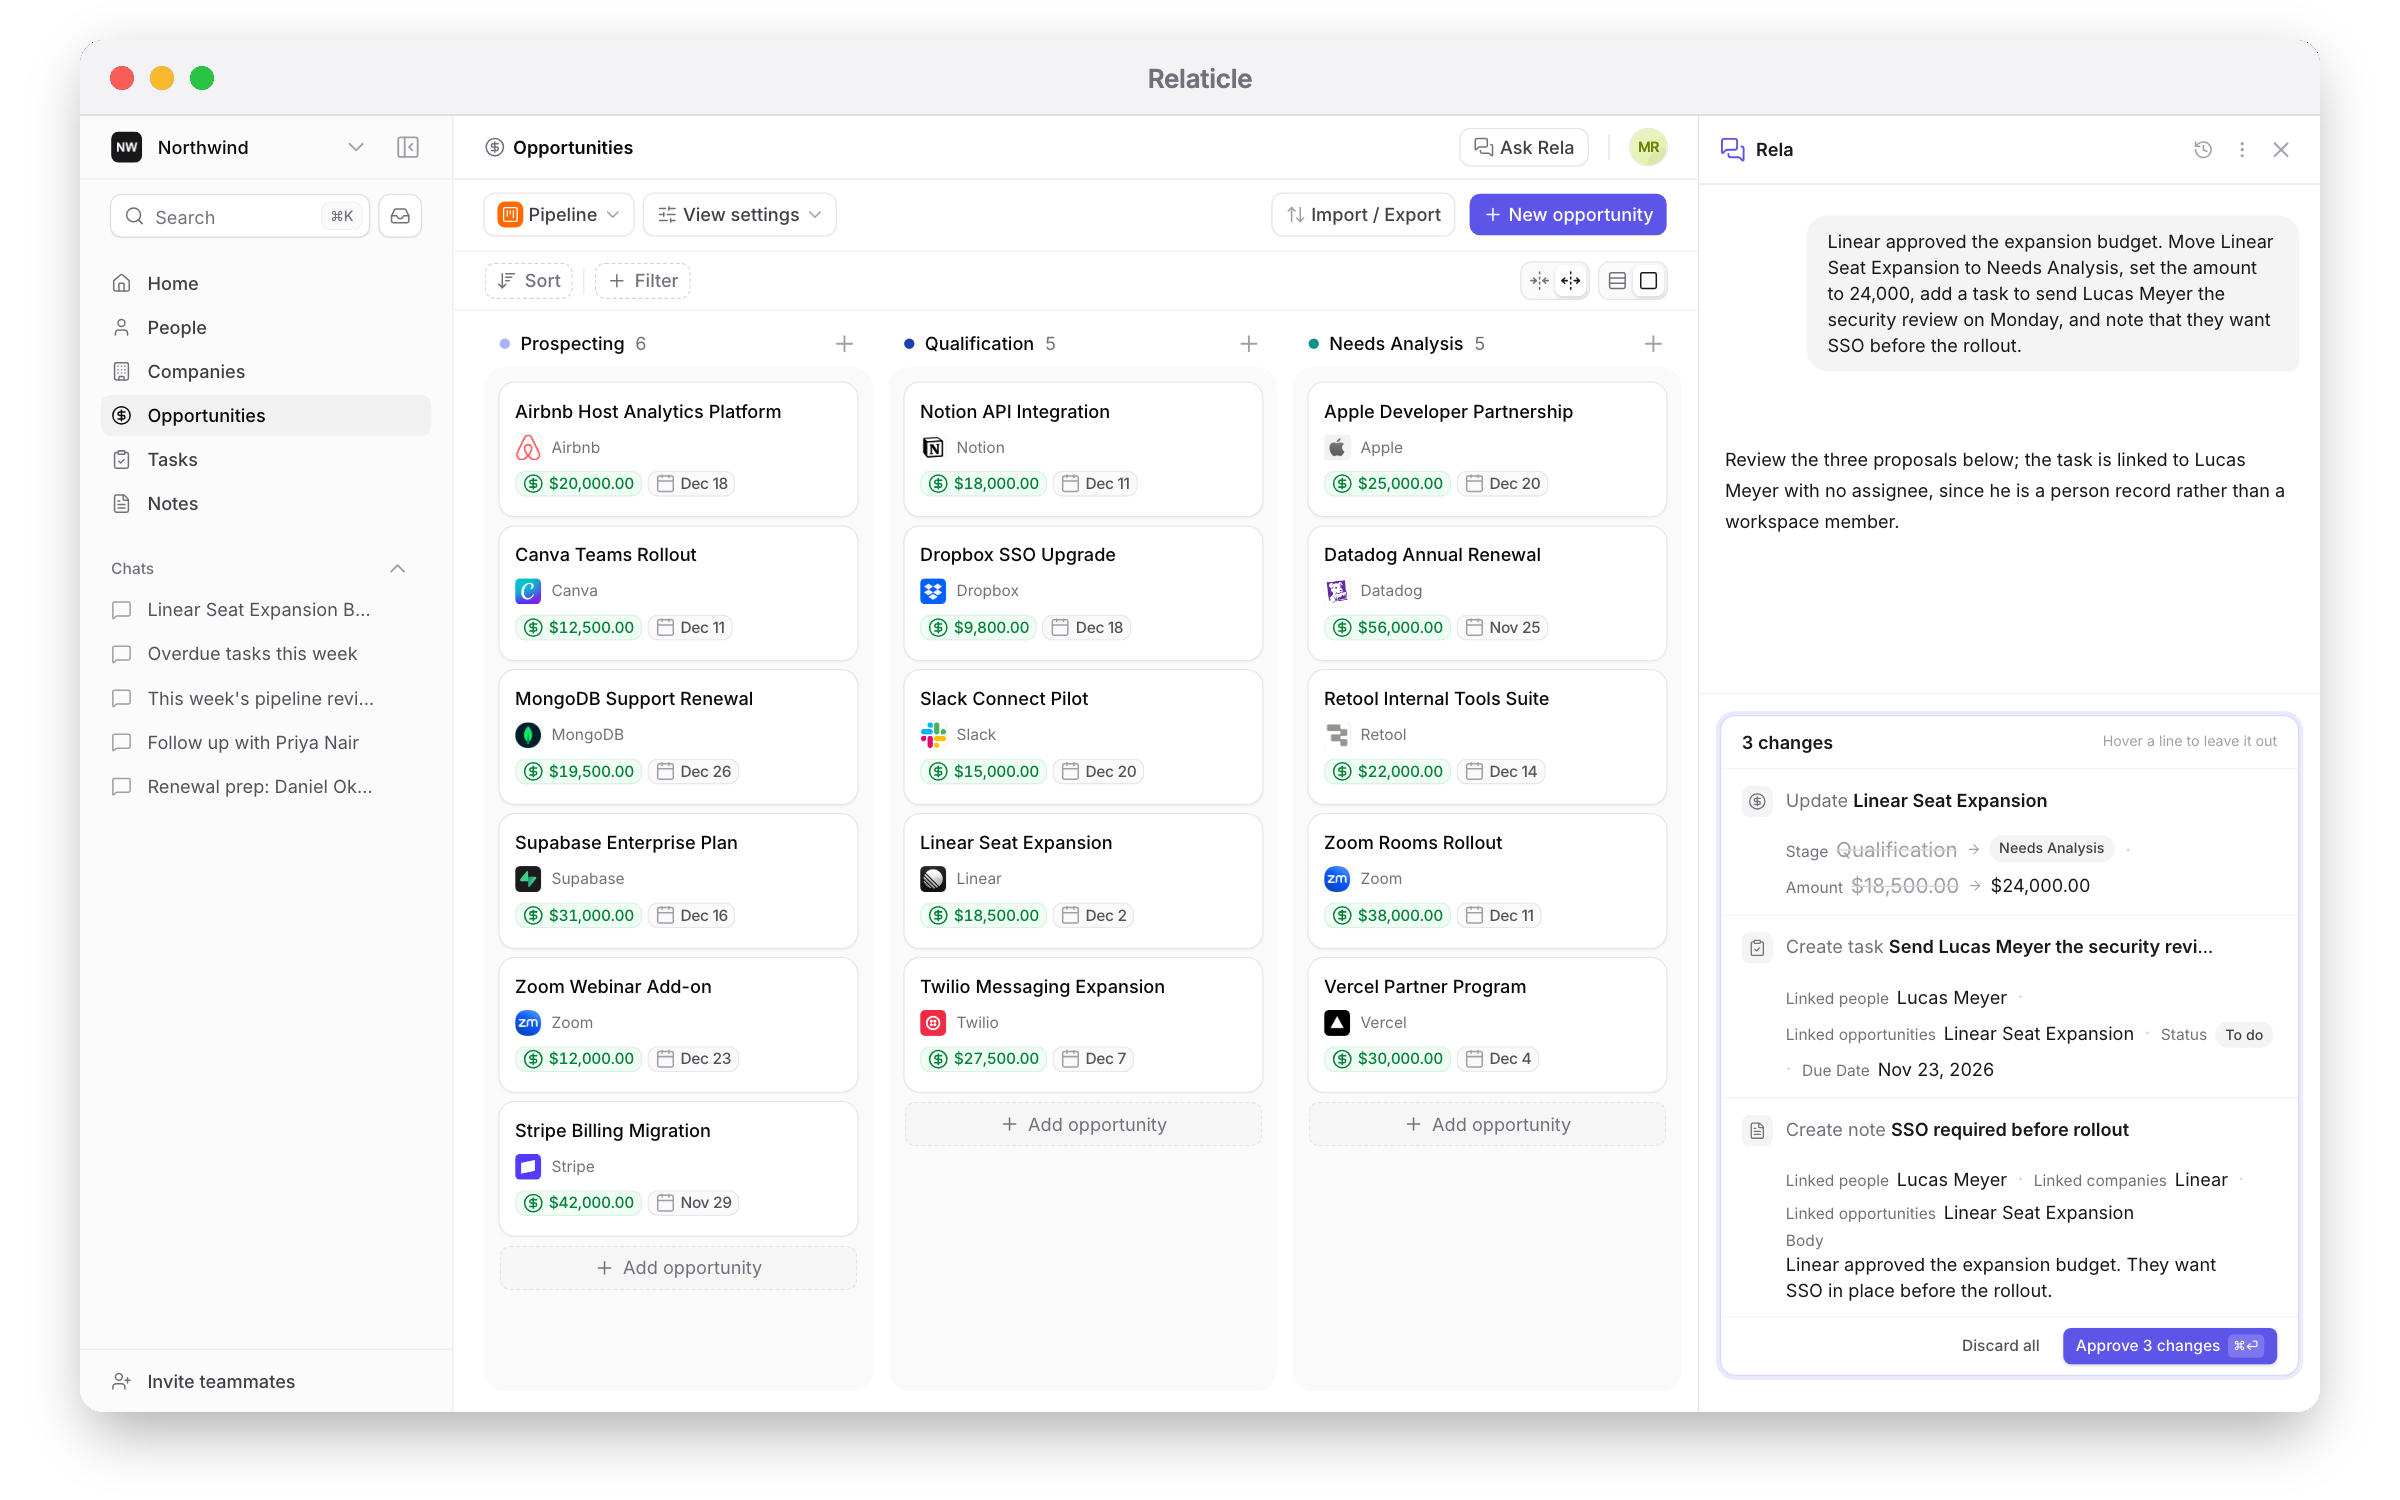 Relaticle
NW Northwind
Search ⌘K
Home
People
Companies
Opportunities
Tasks
Notes
Chats
Linear Seat Expansion B...
Overdue tasks this week
This week's pipeline revi...
Follow up with Priya Nair
Renewal prep: Daniel Ok...
Invite teammates
Opportunities
Ask Rela
MR
Pipeline
View settings
Import / Export
New opportunity
Sort
Filter
Prospecting 6
Airbnb Host Analytics Platform
Airbnb
$20,000.00 Dec 18
Canva Teams Rollout
Canva
$12,500.00 Dec 11
MongoDB Support Renewal
MongoDB
$19,500.00 Dec 26
Supabase Enterprise Plan
Supabase
$31,000.00 Dec 16
Zoom Webinar Add-on
zm Zoom
$12,000.00 Dec 23
Stripe Billing Migration
Stripe
$42,000.00 Nov 29
Add opportunity
Qualification 5
Notion API Integration
Notion
$18,000.00 Dec 11
Dropbox SSO Upgrade
Dropbox
$9,800.00 Dec 18
Slack Connect Pilot
Slack
$15,000.00 Dec 20
Linear Seat Expansion
Linear
$18,500.00 Dec 2
Twilio Messaging Expansion
Twilio
$27,500.00 Dec 7
Add opportunity
Needs Analysis 5
Apple Developer Partnership
Apple
$25,000.00 Dec 20
Datadog Annual Renewal
Datadog
$56,000.00 Nov 25
Retool Internal Tools Suite
Retool
$22,000.00 Dec 14
Zoom Rooms Rollout
zm Zoom
$38,000.00 Dec 11
Vercel Partner Program
Vercel
$30,000.00 Dec 4
Add opportunity
Rela
Linear approved the expansion budget. Move Linear
Seat Expansion to Needs Analysis, set the amount
to 24,000, add a task to send Lucas Meyer the
security review on Monday, and note that they want
SSO before the rollout.
Review the three proposals below; the task is linked to Lucas
Meyer with no assignee, since he is a person record rather than a
workspace member.
3 changes
Hover a line to leave it out
Update Linear Seat Expansion
Stage Qualification → Needs Analysis ·
Amount $18,500.00 → $24,000.00
Create task Send Lucas Meyer the security revi...
Linked people Lucas Meyer ·
Linked opportunities Linear Seat Expansion · Status To do
· Due Date Nov 23, 2026
Create note SSO required before rollout
Linked people Lucas Meyer · Linked companies Linear ·
Linked opportunities Linear Seat Expansion
Body
Linear approved the expansion budget. They want
SSO in place before the rollout.
Discard all
Approve 3 changes ⌘⏎